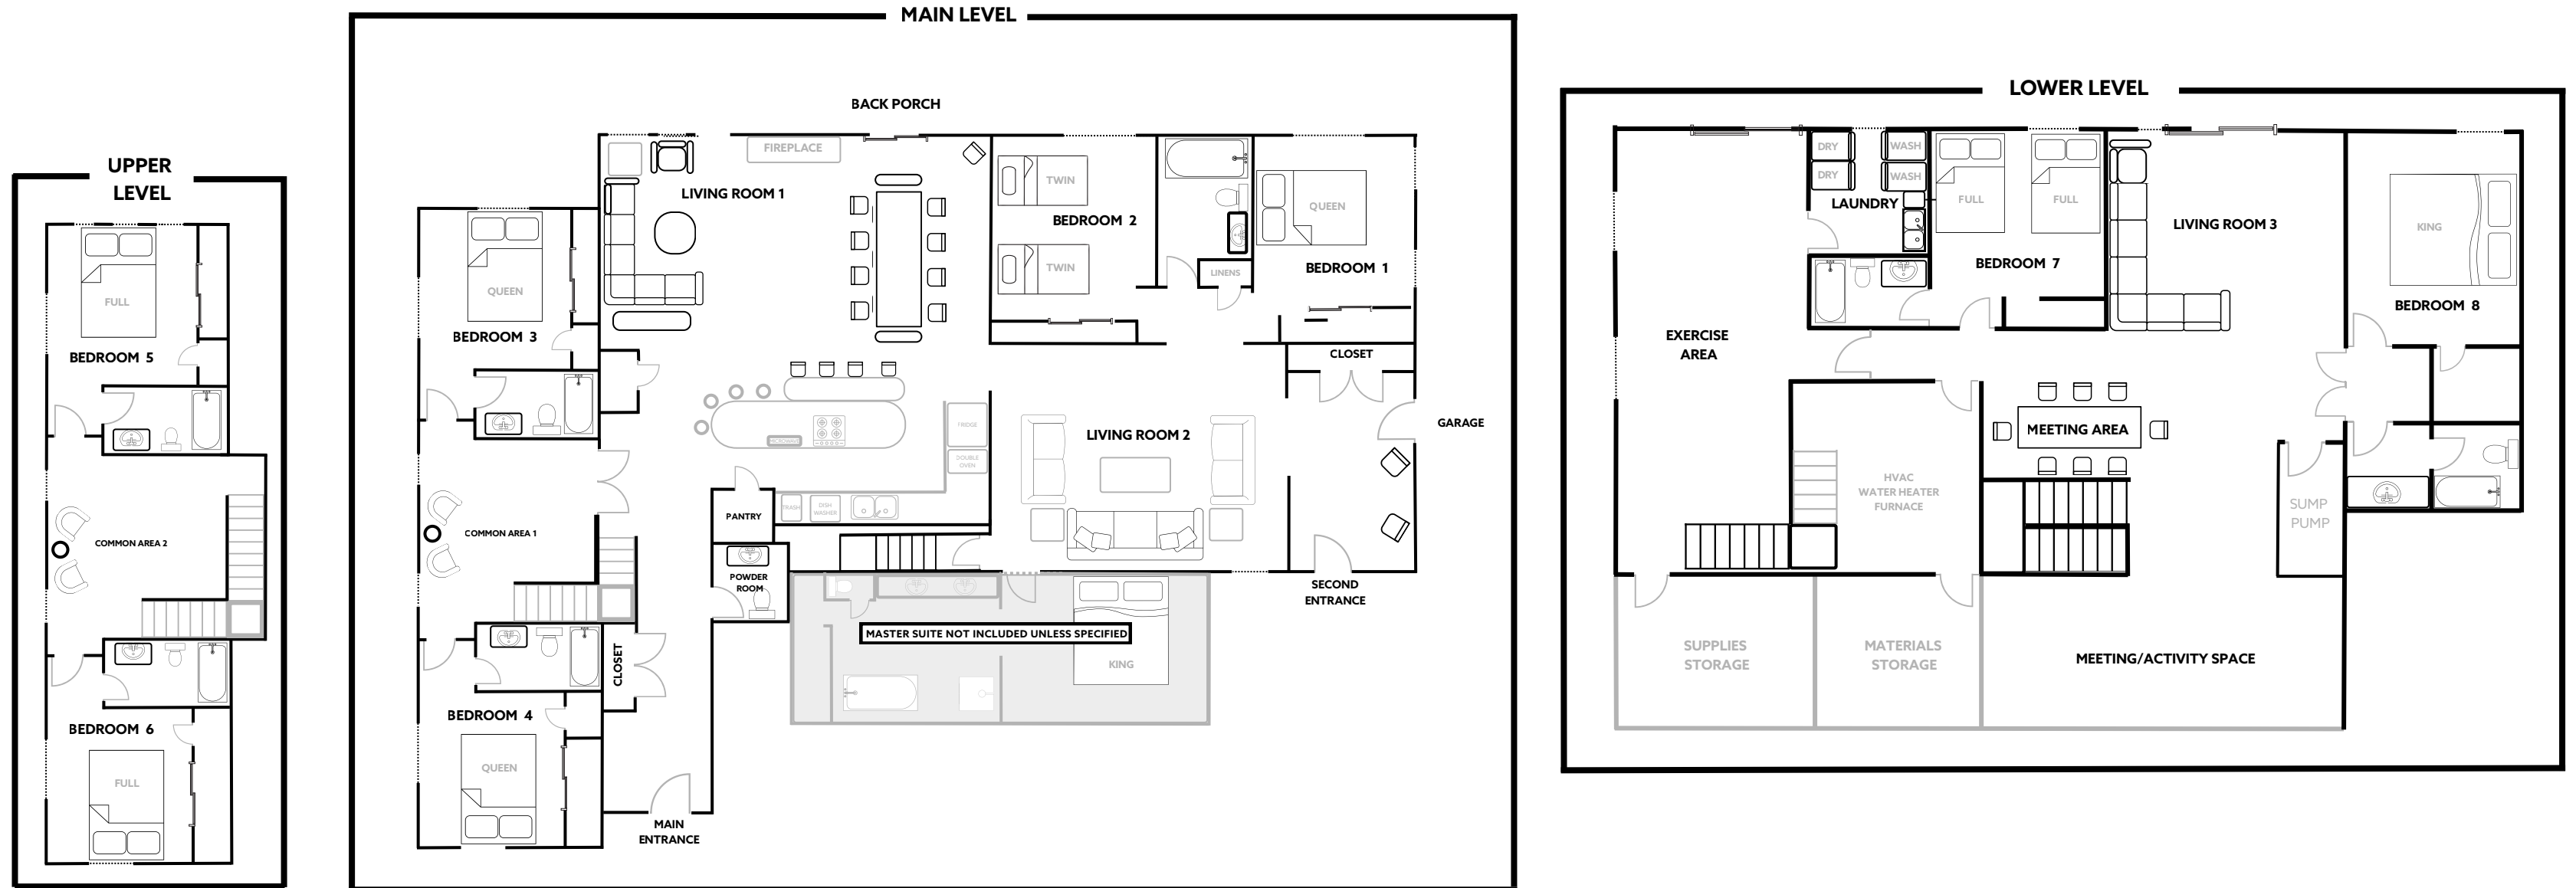 UPPER
LEVEL
FULL
BEDROOM 5
COMMON AREA 2
BEDROOM 6
FULL
MAIN LEVEL
BACK PORCH
FIREPLACE
LIVING ROOM 1
TWIN
BEDROOM 2
TWIN
QUEEN
BEDROOM 1
LINENS
QUEEN
BEDROOM 3
CLOSET
GARAGE
FRIDGE
DOUBLE
OVEN
MICROWAVE
LIVING ROOM 2
PANTRY
TRASH
DISH
WASHER
COMMON AREA 1
POWDER
ROOM
SECOND
ENTRANCE
MASTER SUITE NOT INCLUDED UNLESS SPECIFIED
KING
CLOSET
BEDROOM 4
QUEEN
MAIN
ENTRANCE
LOWER LEVEL
DRY
WASH
DRY
WASH
LAUNDRY
FULL
FULL
BEDROOM 7
LIVING ROOM 3
KING
BEDROOM 8
EXERCISE
AREA
MEETING AREA
HVAC
WATER HEATER
FURNACE
SUMP
PUMP
SUPPLIES
STORAGE
MATERIALS
STORAGE
MEETING/ACTIVITY SPACE